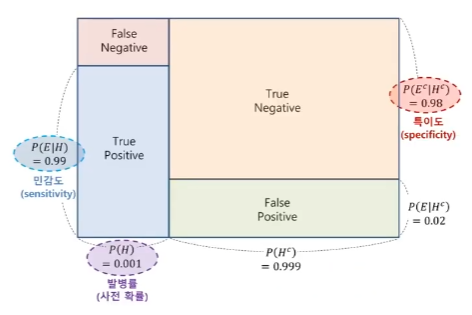 False
Negative
True
Negative
P(E^c|H^c)
= 0.98
특이도
(specificity)
True
Positive
P(E|H)
= 0.99
민감도
(sensitivity)
False
Positive
P(E|H^c)
= 0.02
P(H)
= 0.001
발병률
(사전 확률)
P(H^c)
= 0.999